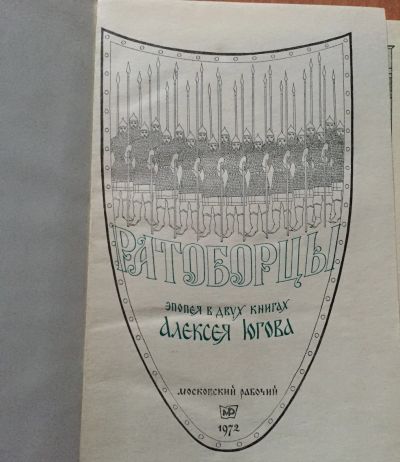 РАТОБОРЦЫ
ЭПОПЕЯ В ДВУХ КНИГАХ
АЛЕКСЕЯ ЮГОВА
МОСКОВСКИЙ РАБОЧИЙ
МР
1972